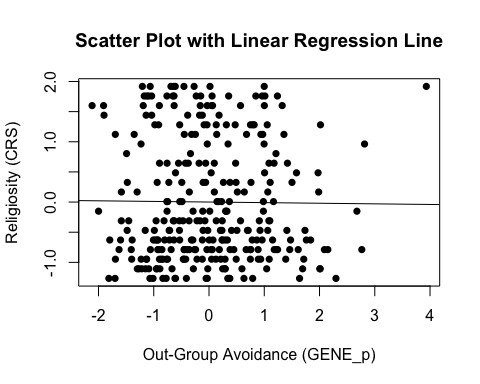 Scatter Plot with Linear Regression Line
Religiosity (CRS)
2.0
1.0
0.0
-1.0
-2 -1 0 1 2 3 4
Out-Group Avoidance (GENE_p)